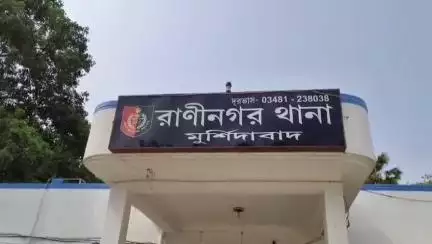 দূরভাস- 03481 - 238038
রাণীনগর থানা
মুর্শিদাবাদ